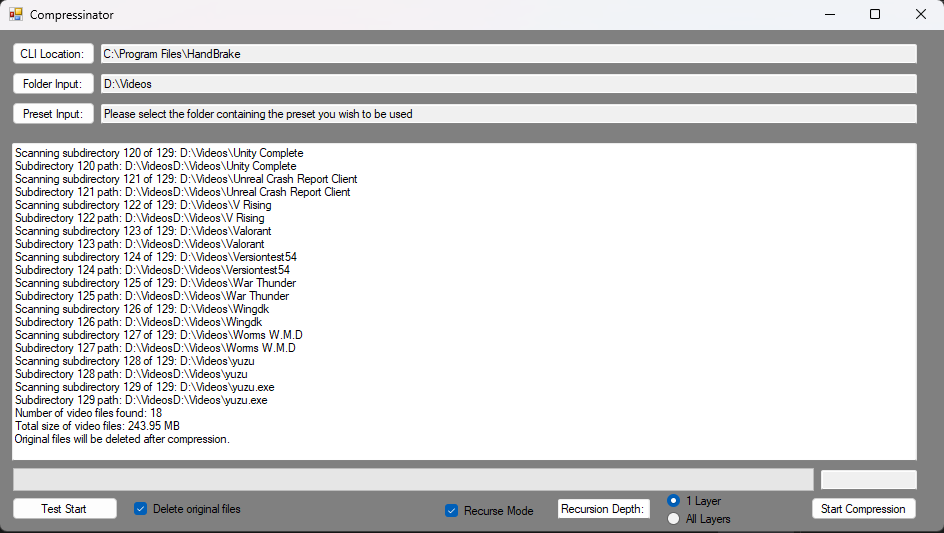 Compressinator
CLI Location: C:\Program Files\HandBrake
Folder Input: D:\Videos
Preset Input: Please select the folder containing the preset you wish to be used
Scanning subdirectory 120 of 129: D:\Videos\Unity Complete
Subdirectory 120 path: D:\VideosD:\Videos\Unity Complete
Scanning subdirectory 121 of 129: D:\Videos\Unreal Crash Report Client
Subdirectory 121 path: D:\VideosD:\Videos\Unreal Crash Report Client
Scanning subdirectory 122 of 129: D:\Videos\V Rising
Subdirectory 122 path: D:\VideosD:\Videos\V Rising
Scanning subdirectory 123 of 129: D:\Videos\Valorant
Subdirectory 123 path: D:\VideosD:\Videos\Valorant
Scanning subdirectory 124 of 129: D:\Videos\Versiontest54
Subdirectory 124 path: D:\VideosD:\Videos\Versiontest54
Scanning subdirectory 125 of 129: D:\Videos\War Thunder
Subdirectory 125 path: D:\VideosD:\Videos\War Thunder
Scanning subdirectory 126 of 129: D:\Videos\Wingdk
Subdirectory 126 path: D:\VideosD:\Videos\Wingdk
Scanning subdirectory 127 of 129: D:\Videos\Worms W.M.D
Subdirectory 127 path: D:\VideosD:\Videos\Worms W.M.D
Scanning subdirectory 128 of 129: D:\Videos\yuzu
Subdirectory 128 path: D:\VideosD:\Videos\yuzu
Scanning subdirectory 129 of 129: D:\Videos\yuzu.exe
Subdirectory 129 path: D:\VideosD:\Videos\yuzu.exe
Number of video files found: 18
Total size of video files: 243.95 MB
Original files will be deleted after compression.
Test Start
Delete original files
Recurse Mode
Recursion Depth:
1 Layer
All Layers
Start Compression